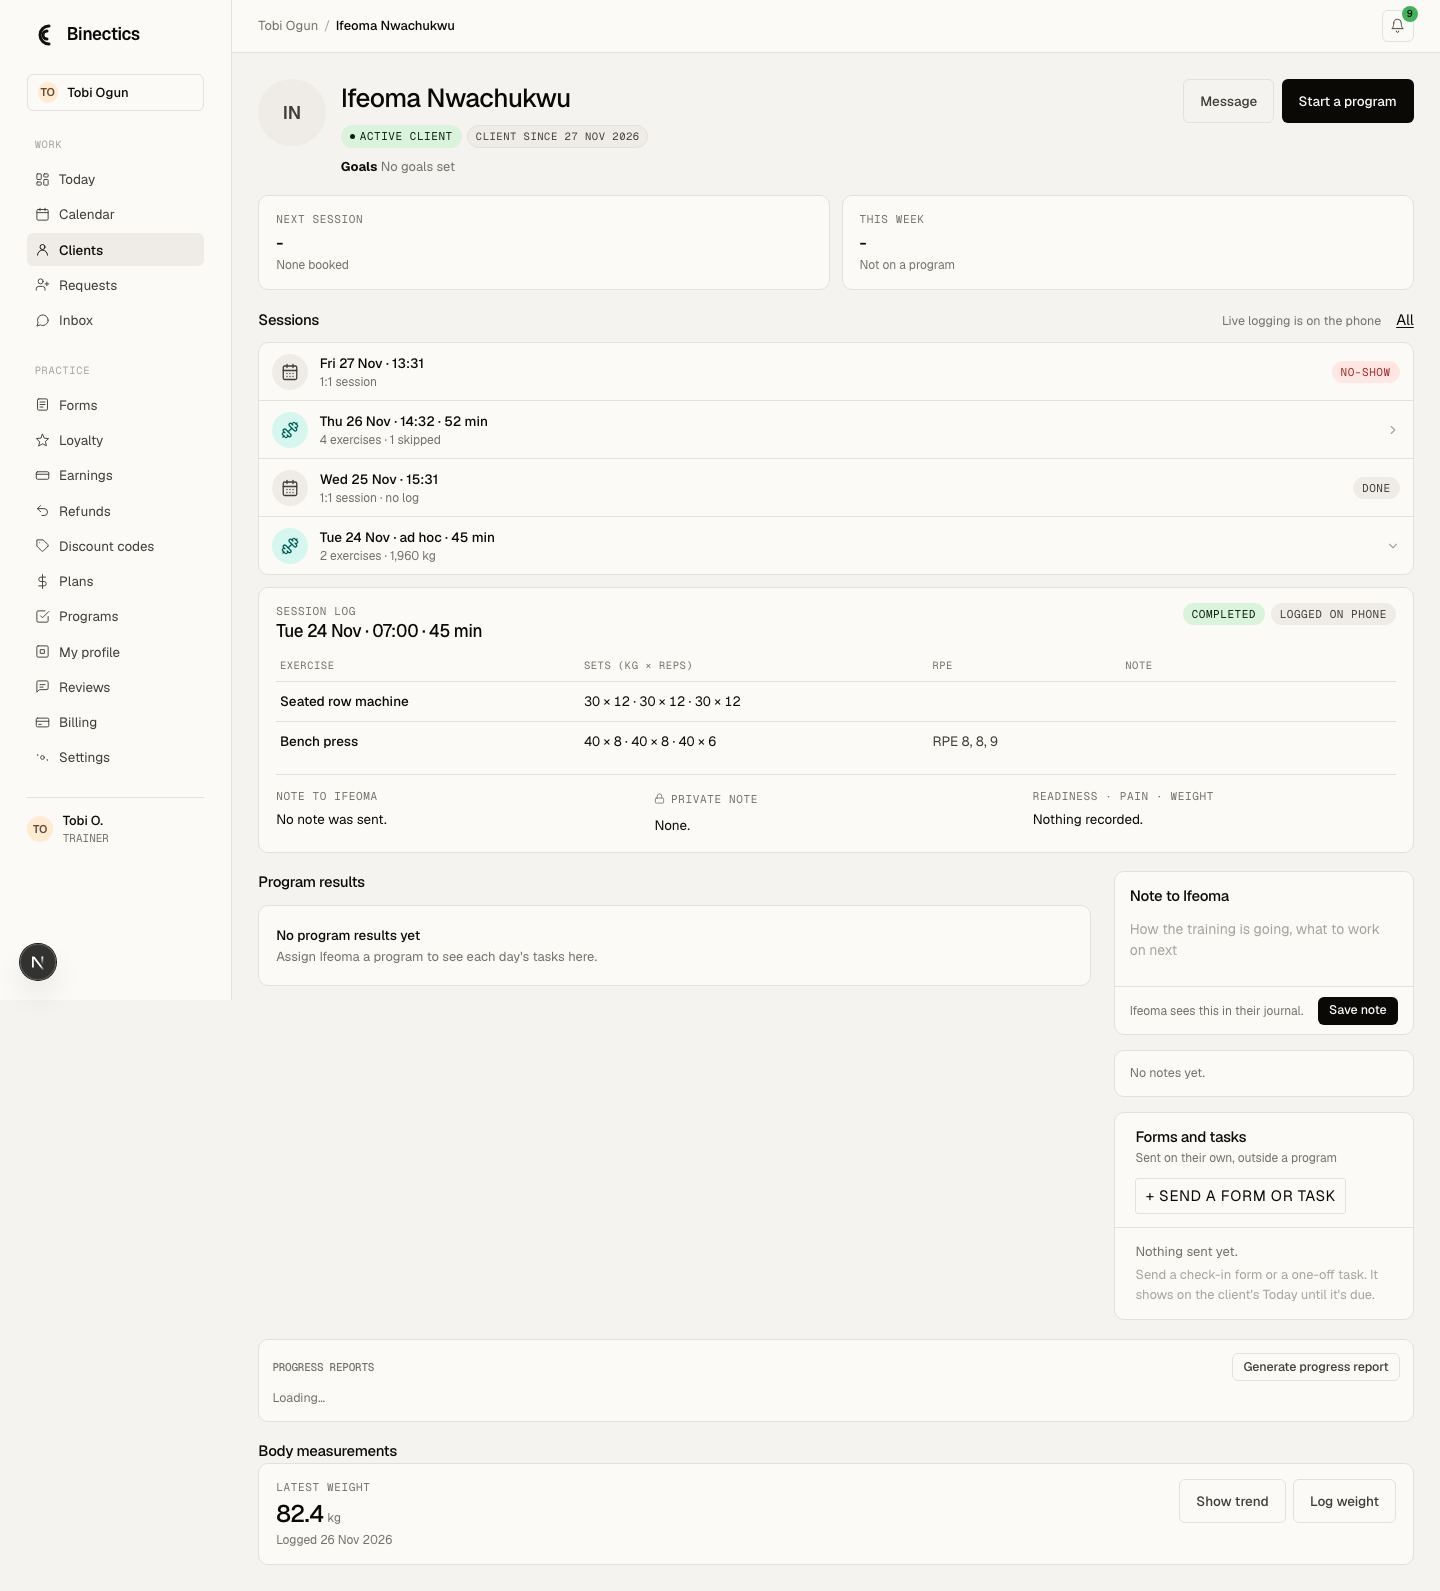 Binectics
TO Tobi Ogun
WORK
Today
Calendar
Clients
Requests
Inbox
PRACTICE
Forms
Loyalty
Earnings
Refunds
Discount codes
Plans
Programs
My profile
Reviews
Billing
Settings
TO Tobi O.
TRAINER
N
Tobi Ogun / Ifeoma Nwachukwu
9
IN
Ifeoma Nwachukwu
ACTIVE CLIENT CLIENT SINCE 27 NOV 2026
Goals No goals set
Message Start a program
NEXT SESSION
-
None booked
THIS WEEK
-
Not on a program
Sessions
Live logging is on the phone All
Fri 27 Nov · 13:31
1:1 session
NO-SHOW
Thu 26 Nov · 14:32 · 52 min
4 exercises · 1 skipped
Wed 25 Nov · 15:31
1:1 session · no log
DONE
Tue 24 Nov · ad hoc · 45 min
2 exercises · 1,960 kg
SESSION LOG
Tue 24 Nov · 07:00 · 45 min
COMPLETED LOGGED ON PHONE
EXERCISE SETS (KG × REPS) RPE NOTE
Seated row machine 30 × 12 · 30 × 12 · 30 × 12
Bench press 40 × 8 · 40 × 8 · 40 × 6 RPE 8, 8, 9
NOTE TO IFEOMA
No note was sent.
PRIVATE NOTE
None.
READINESS · PAIN · WEIGHT
Nothing recorded.
Program results
No program results yet
Assign Ifeoma a program to see each day's tasks here.
Note to Ifeoma
How the training is going, what to work
on next
Ifeoma sees this in their journal. Save note
No notes yet.
Forms and tasks
Sent on their own, outside a program
+ SEND A FORM OR TASK
Nothing sent yet.
Send a check-in form or a one-off task. It
shows on the client's Today until it's due.
PROGRESS REPORTS
Generate progress report
Loading…
Body measurements
LATEST WEIGHT
82.4 kg
Logged 26 Nov 2026
Show trend Log weight